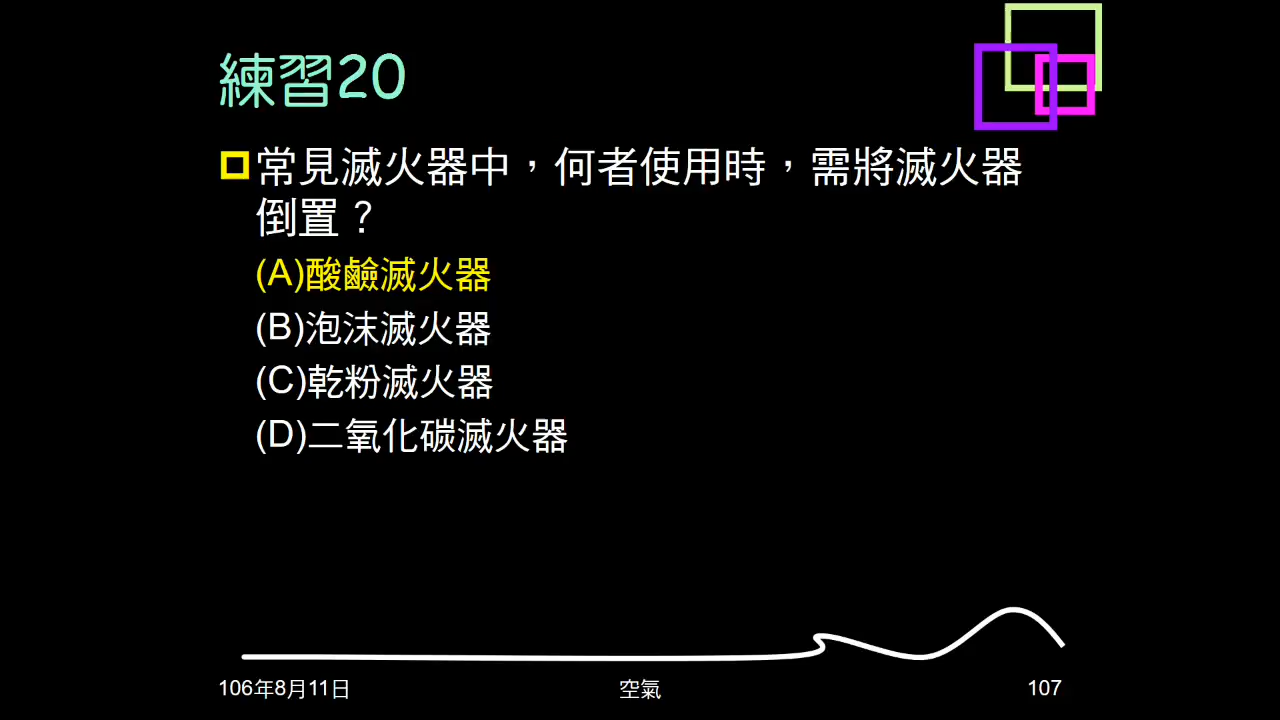 練習20
常見滅火器中，何者使用時，需將滅火器
倒置？
(A)酸鹼滅火器
(B)泡沫滅火器
(C)乾粉滅火器
(D)二氧化碳滅火器
106年8月11日
空氣
107